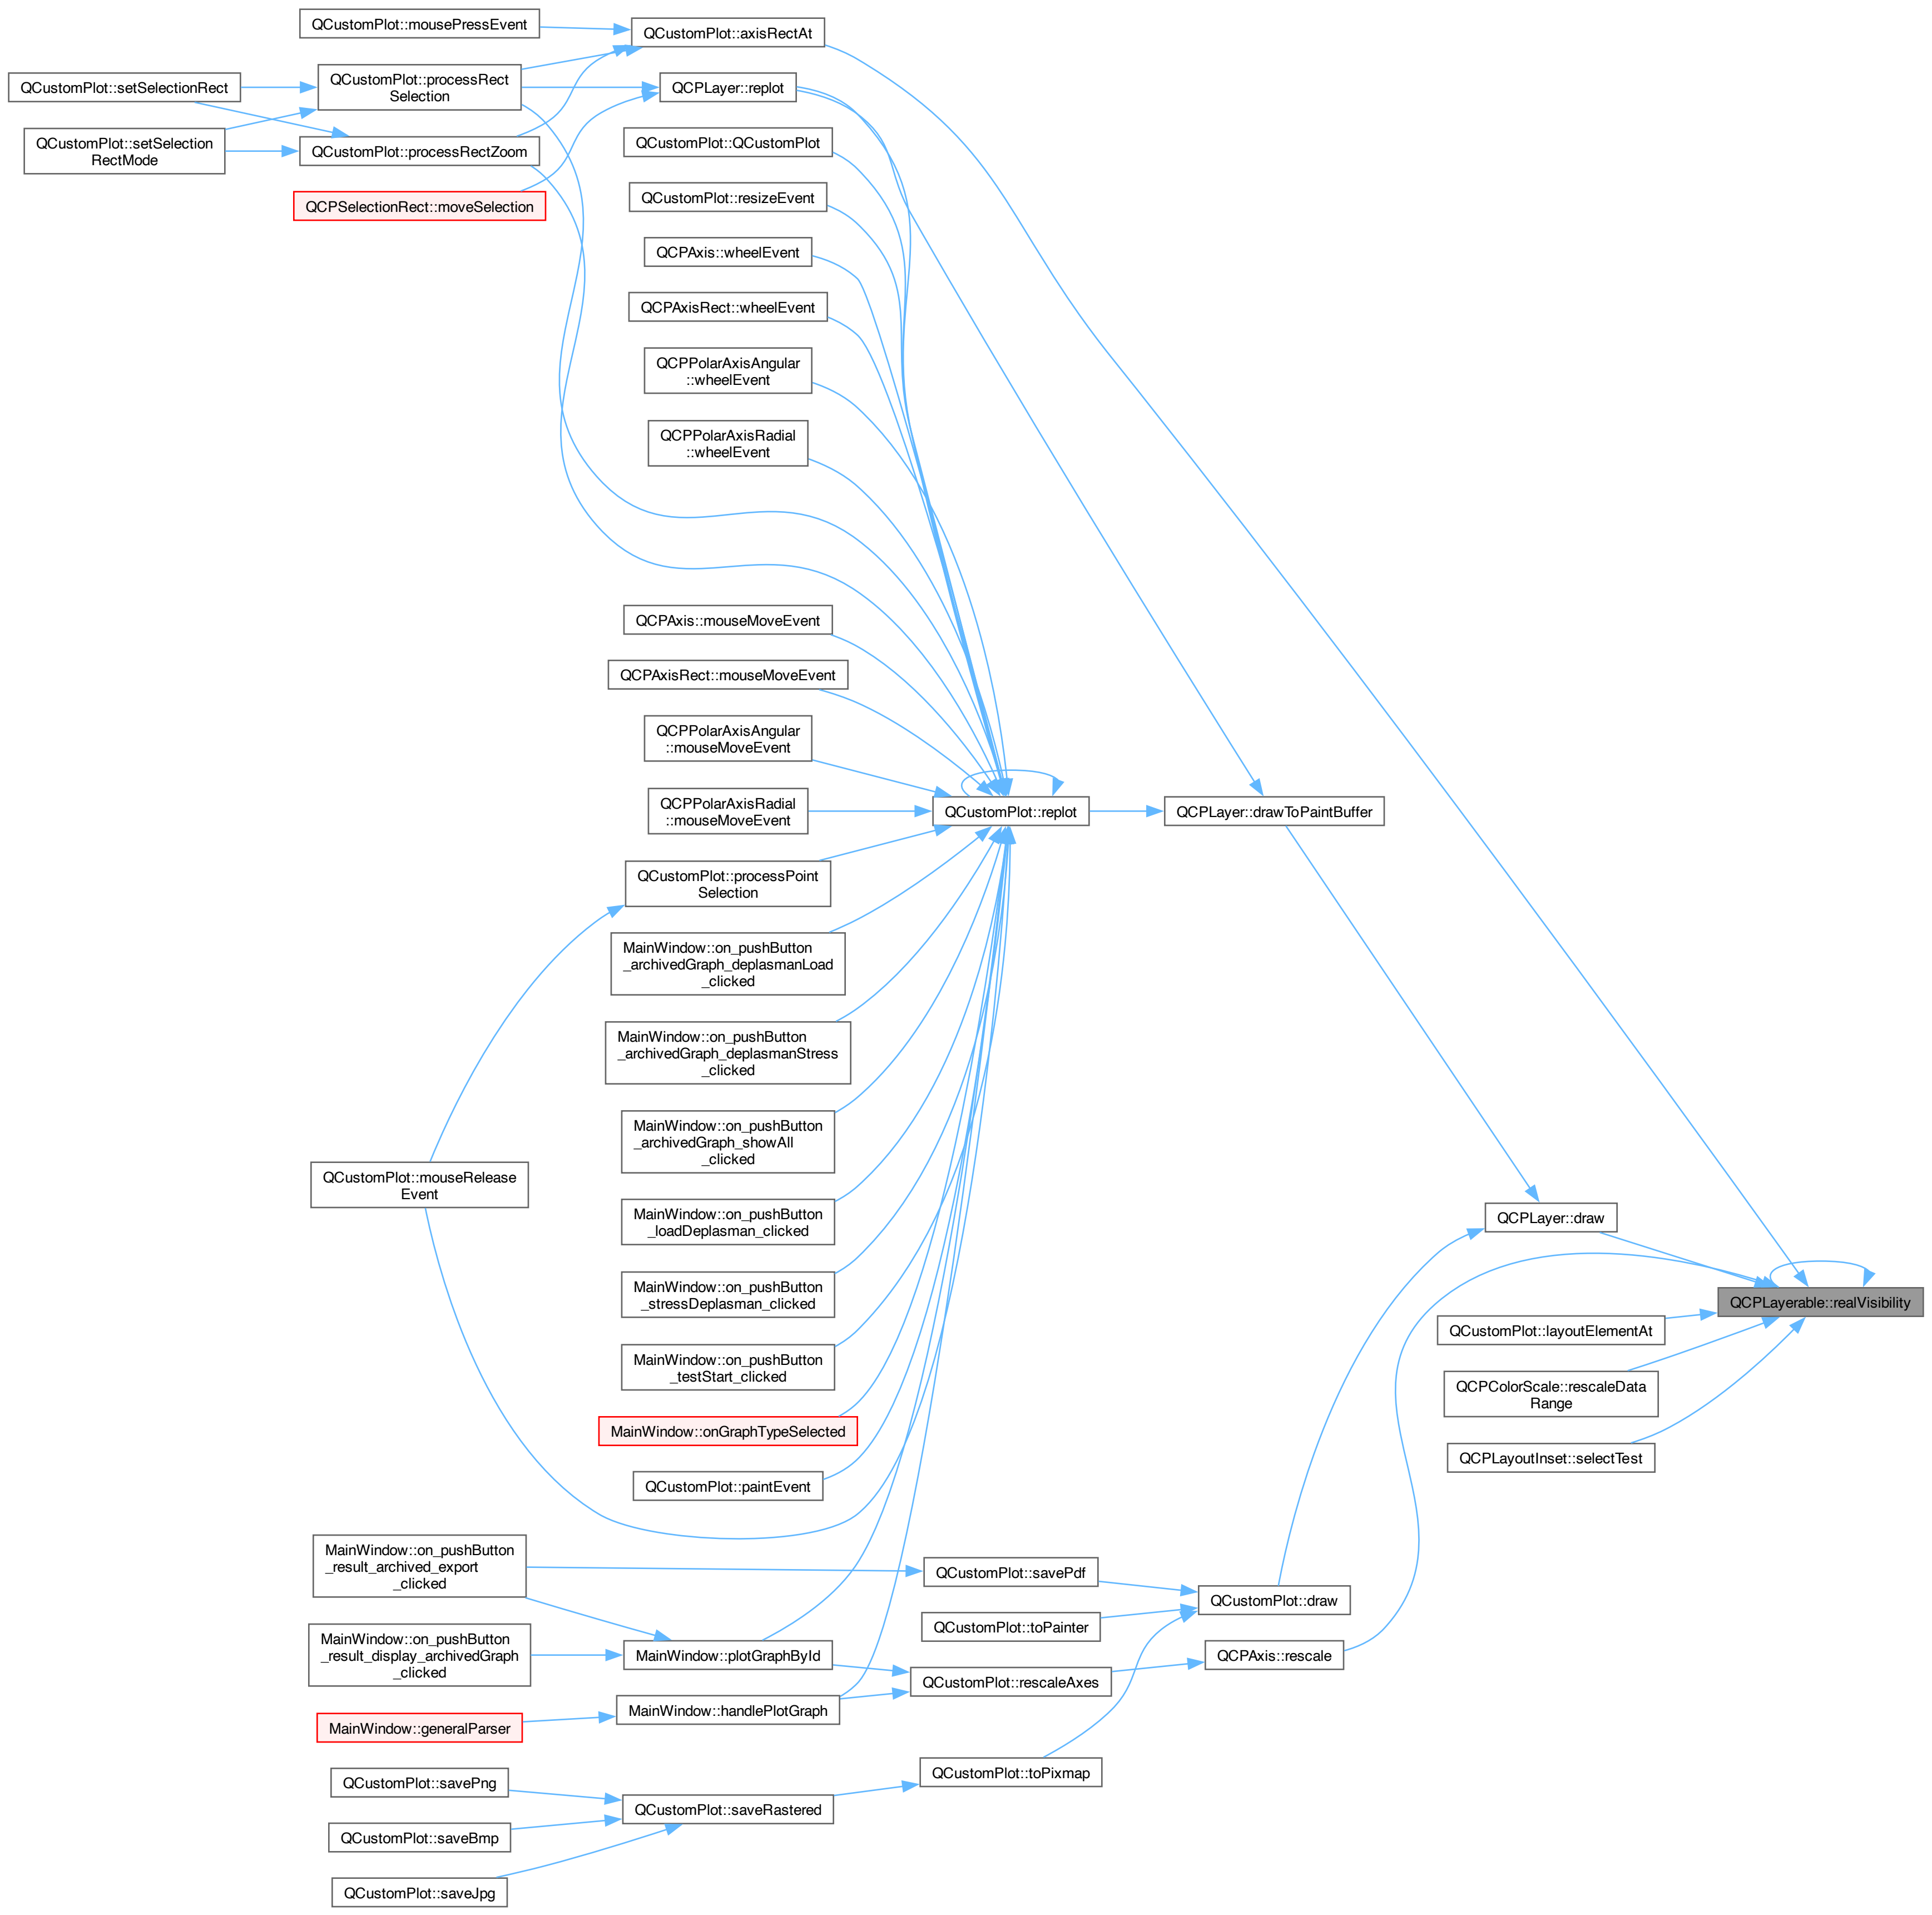 QCustomPlot::mousePressEvent
QCustomPlot::axisRectAt
QCustomPlot::setSelectionRect
QCustomPlot::processRect
Selection
QCPLayer::replot
QCustomPlot::setSelection
RectMode
QCustomPlot::processRectZoom
QCustomPlot::QCustomPlot
QCPSelectionRect::moveSelection
QCustomPlot::resizeEvent
QCPAxis::wheelEvent
QCPAxisRect::wheelEvent
QCPPolarAxisAngular
::wheelEvent
QCPPolarAxisRadial
::wheelEvent
QCPAxis::mouseMoveEvent
QCPAxisRect::mouseMoveEvent
QCPPolarAxisAngular
::mouseMoveEvent
QCPPolarAxisRadial
::mouseMoveEvent
QCustomPlot::replot
QCPLayer::drawToPaintBuffer
QCustomPlot::processPoint
Selection
MainWindow::on_pushButton
_archivedGraph_deplasmanLoad
_clicked
MainWindow::on_pushButton
_archivedGraph_deplasmanStress
_clicked
MainWindow::on_pushButton
_archivedGraph_showAll
_clicked
QCustomPlot::mouseRelease
Event
MainWindow::on_pushButton
_loadDeplasman_clicked
QCPLayer::draw
MainWindow::on_pushButton
_stressDeplasman_clicked
QCPLayerable::realVisibility
MainWindow::on_pushButton
_testStart_clicked
QCustomPlot::layoutElementAt
QCPColorScale::rescaleData
Range
MainWindow::onGraphTypeSelected
QCPLayoutInset::selectTest
QCustomPlot::paintEvent
MainWindow::on_pushButton
_result_archived_export
_clicked
QCustomPlot::savePdf
QCustomPlot::draw
QCustomPlot::toPainter
MainWindow::on_pushButton
_result_display_archivedGraph
_clicked
MainWindow::plotGraphById
QCPAxis::rescale
QCustomPlot::rescaleAxes
MainWindow::handlePlotGraph
MainWindow::generalParser
QCustomPlot::toPixmap
QCustomPlot::savePng
QCustomPlot::saveRastered
QCustomPlot::saveBmp
QCustomPlot::saveJpg